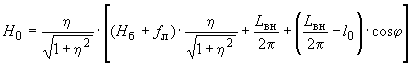 H₀ = η/√(1 + η²) · [(H_б + f_л) · η/√(1 + η²) + L_вн/2π + (L_вн/2π − l₀) · cosφ]